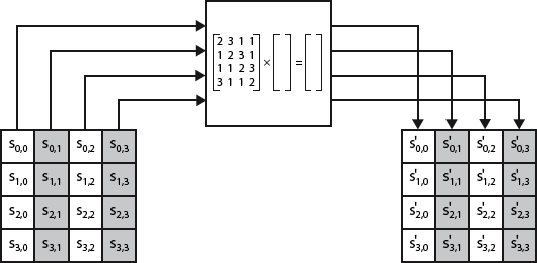 2 3 1 1
1 2 3 1
1 1 2 3
3 1 1 2
× =
s0,0 s0,1 s0,2 s0,3
s1,0 s1,1 s1,2 s1,3
s2,0 s2,1 s2,2 s2,3
s3,0 s3,1 s3,2 s3,3
s'0,0 s'0,1 s'0,2 s'0,3
s'1,0 s'1,1 s'1,2 s'1,3
s'2,0 s'2,1 s'2,2 s'2,3
s'3,0 s'3,1 s'3,2 s'3,3